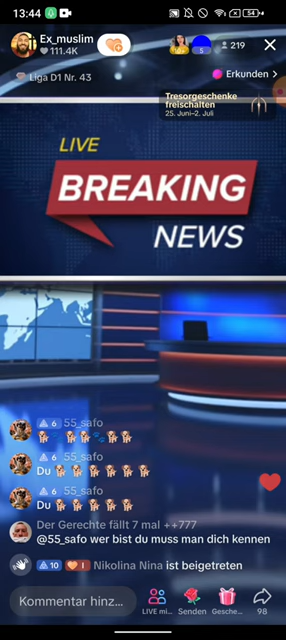 13:44
54
Ex_muslim
111.4K
5
219
Liga D1 Nr. 43
Erkunden
Tresorgeschenke
freischalten
25. Juni–2. Juli
LIVE
BREAKING
NEWS
6 55_safo
6 55_safo
Du
6 55_safo
Du
Der Gerechte fällt 7 mal ++777
@55_safo wer bist du muss man dich kennen
10 I Nikolina Nina ist beigetreten
Kommentar hinz...
LIVE mi... Senden Gesche... 98